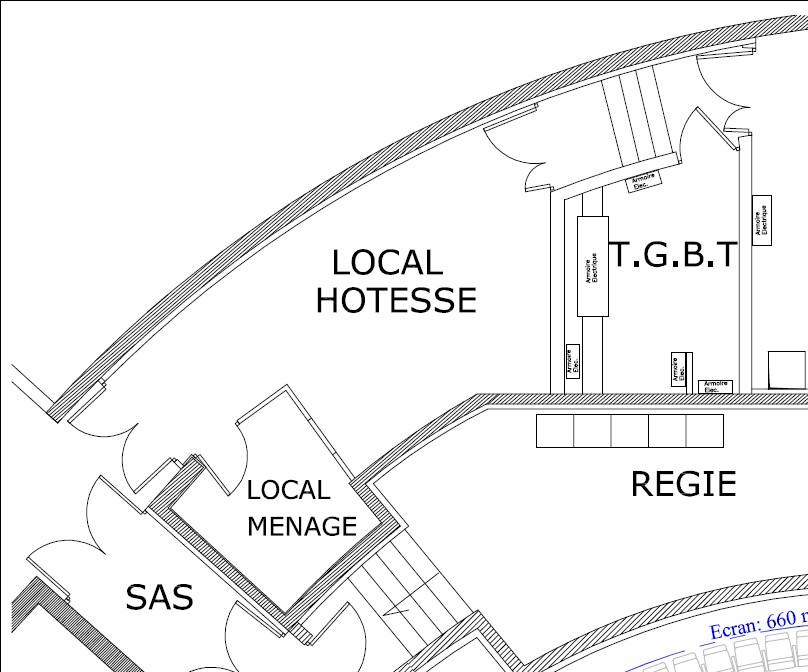 Armoire
Elec.
Armoire
Electrique
T.G.B.T
LOCAL
HOTESSE
Armoire
Electrique
Armoire
Elec.
Armoire
Elec.
Armoire
Elec.
REGIE
LOCAL
MENAGE
SAS
Ecran: 660